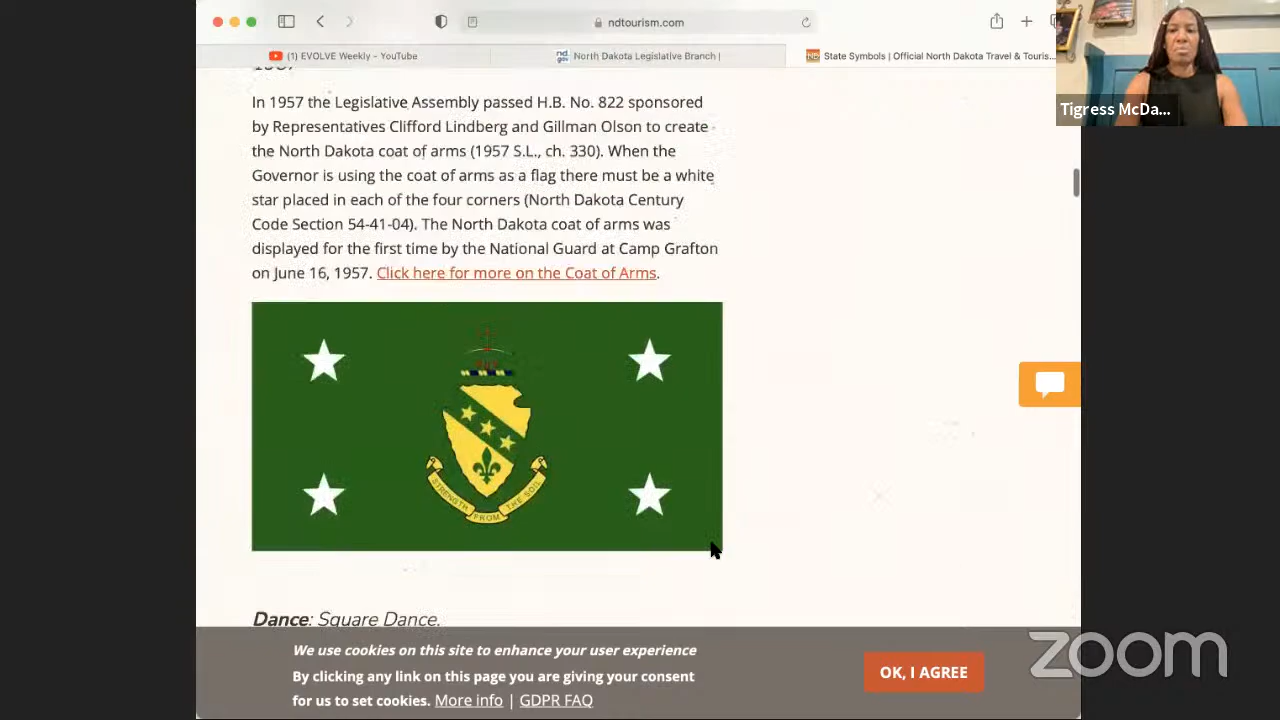 ndtourism.com
(1) EVOLVE Weekly - YouTube
North Dakota Legislative Branch |
State Symbols | Official North Dakota Travel & Touris...
Tigress McDa...
In 1957 the Legislative Assembly passed H.B. No. 822 sponsored
by Representatives Clifford Lindberg and Gillman Olson to create
the North Dakota coat of arms (1957 S.L., ch. 330). When the
Governor is using the coat of arms as a flag there must be a white
star placed in each of the four corners (North Dakota Century
Code Section 54-41-04). The North Dakota coat of arms was
displayed for the first time by the National Guard at Camp Grafton
on June 16, 1957. Click here for more on the Coat of Arms.
STRENGTH FROM THE SOIL
Dance: Square Dance.
We use cookies on this site to enhance your user experience
By clicking any link on this page you are giving your consent
for us to set cookies. More info | GDPR FAQ
OK, I AGREE
zoom